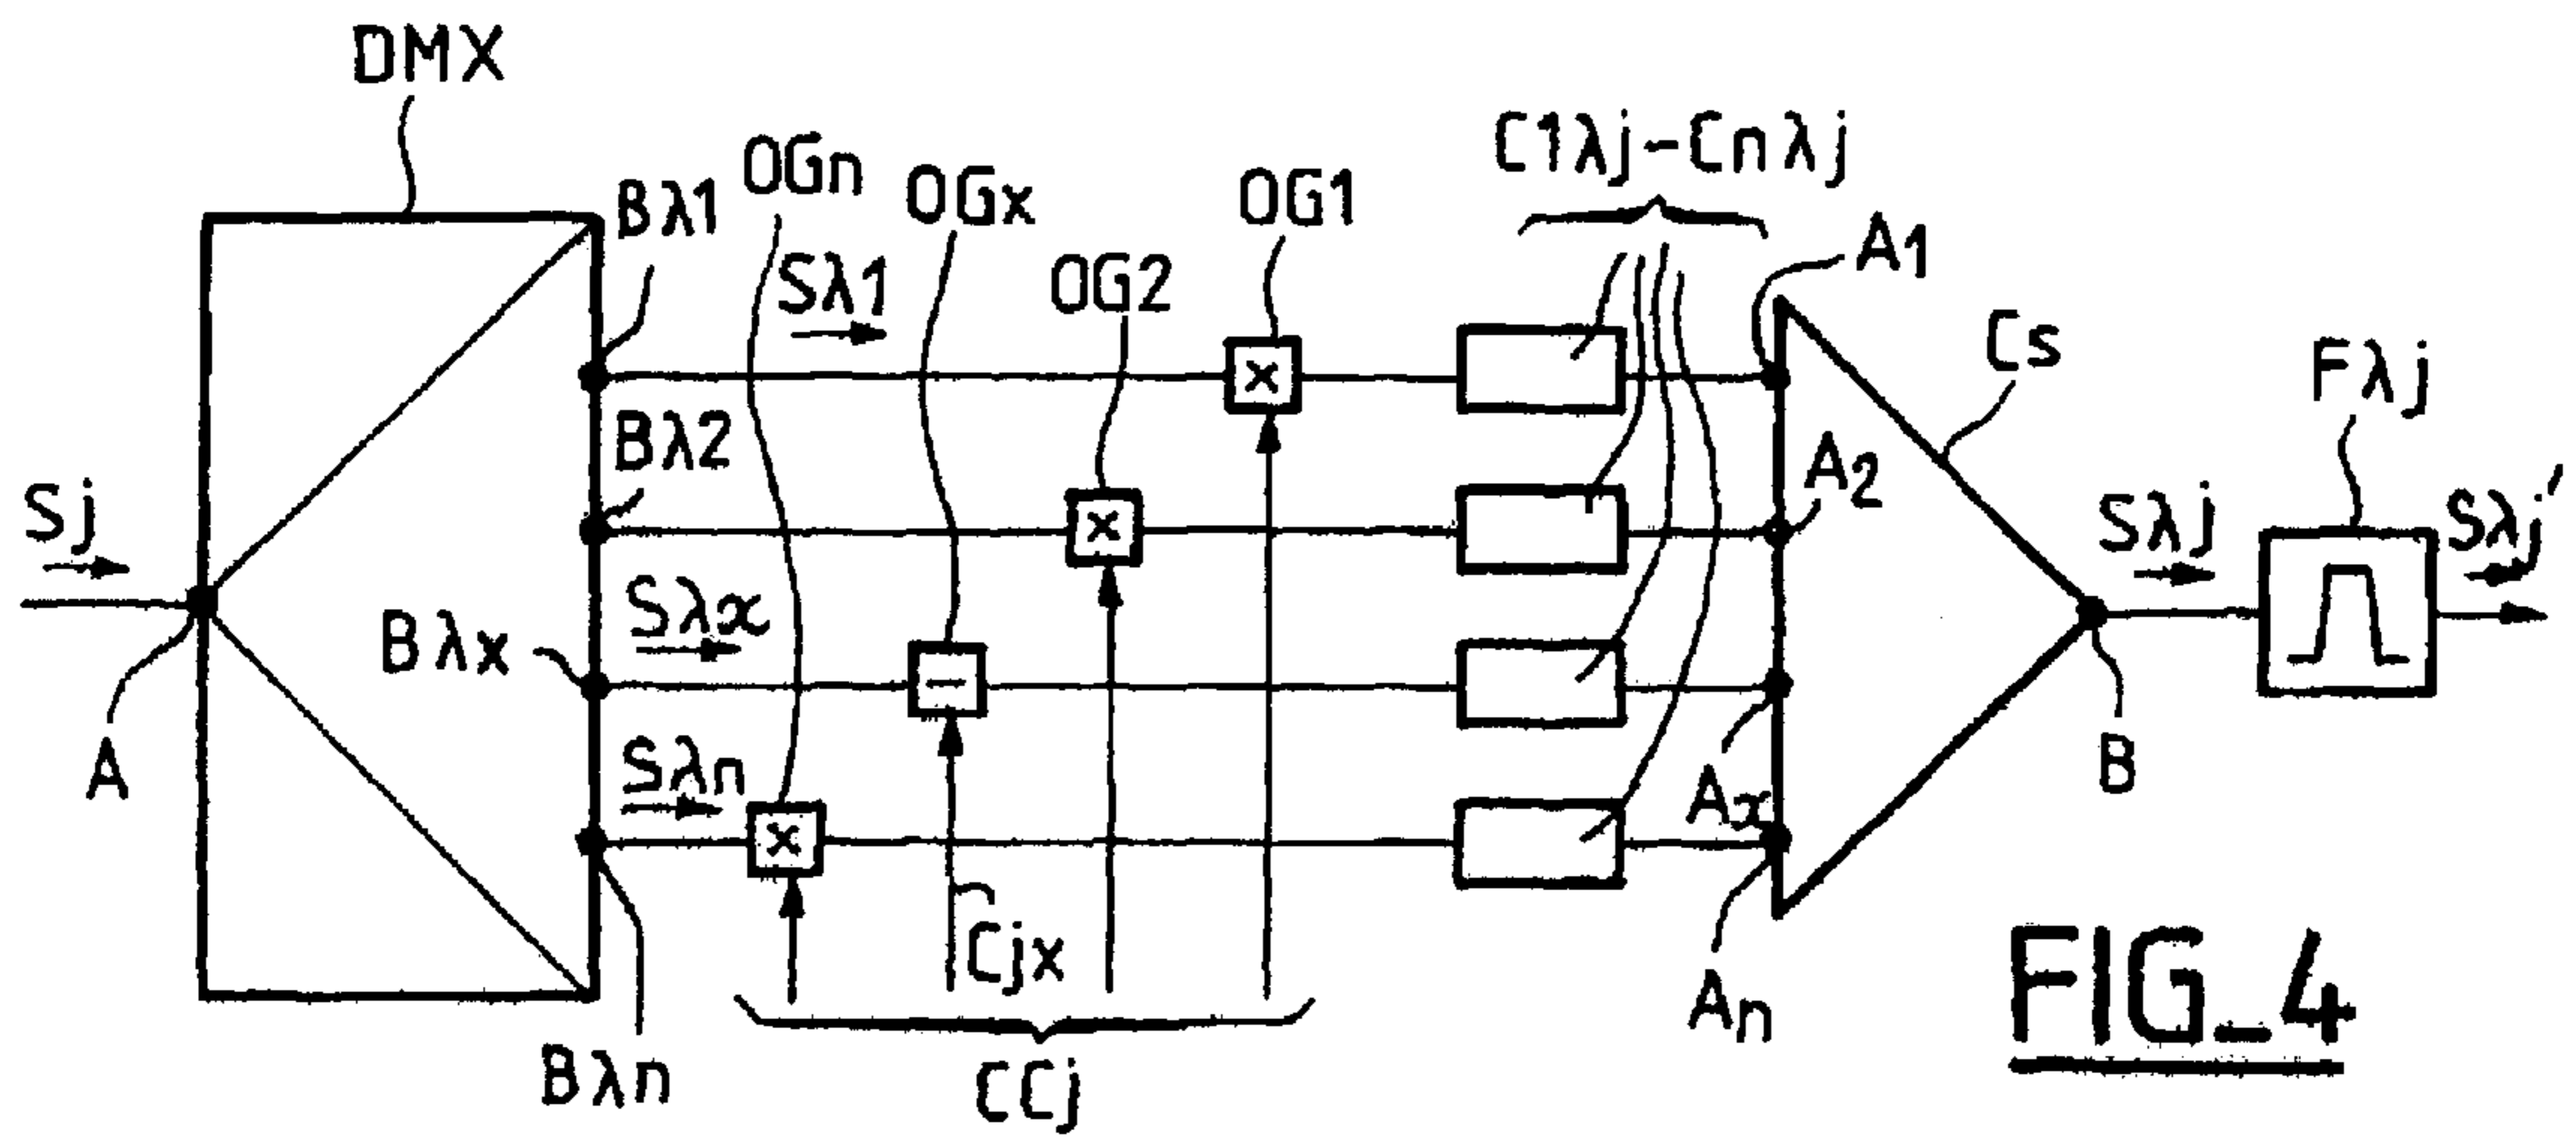 DMX
OGn
OGx
OG1
C1λj-Cnλj
Bλ1
Sλ1
OG2
A1
Cs
Fλj
Bλ2
A2
Sj
Sλx
Sλj
Sλj'
Bλx
A
Sλn
Ax
B
Cjx
An
Bλn
CCj
FIG_4